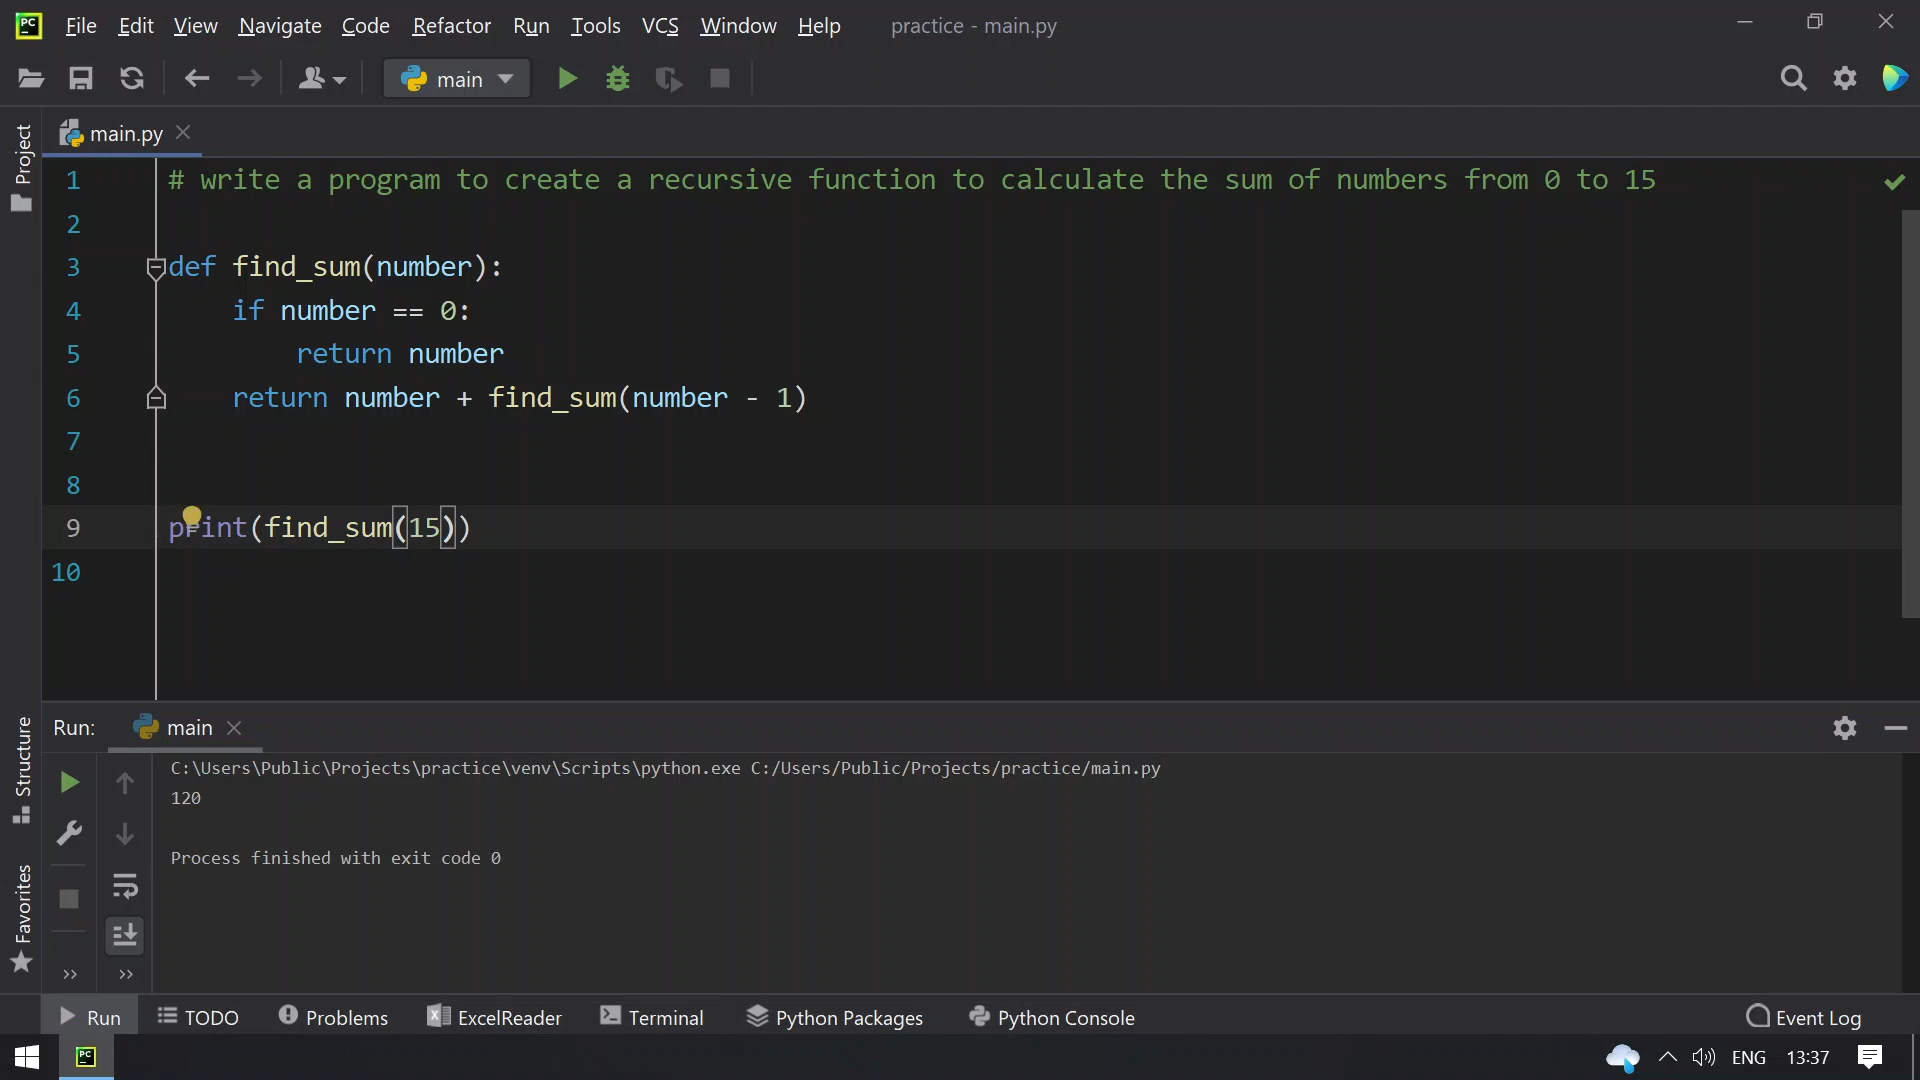 PC File Edit View Navigate Code Refactor Run Tools VCS Window Help practice - main.py
main
main.py
Project
1 # write a program to create a recursive function to calculate the sum of numbers from 0 to 15
2
3 def find_sum(number):
4 if number == 0:
5 return number
6 return number + find_sum(number - 1)
7
8
9 print(find_sum(15))
10
Structure
Favorites
Run: main
C:\Users\Public\Projects\practice\venv\Scripts\python.exe C:/Users/Public/Projects/practice/main.py
120
Process finished with exit code 0
Run TODO Problems ExcelReader Terminal Python Packages Python Console Event Log
PC ENG 13:37